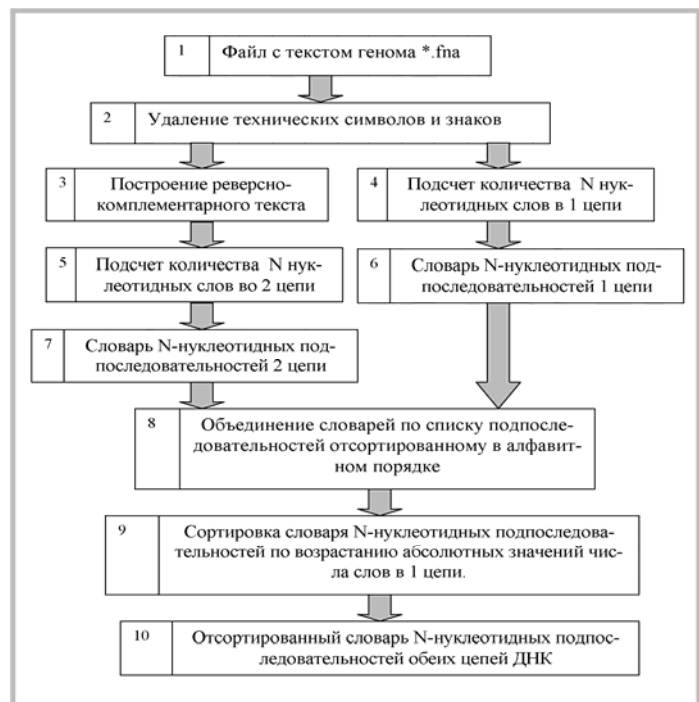 1 Файл с текстом генома *.fna
2 Удаление технических символов и знаков
3 Построение реверсно-
комплементарного текста
4 Подсчет количества N нук-
леотидных слов в 1 цепи
5 Подсчет количества N нук-
леотидных слов во 2 цепи
6 Словарь N-нуклеотидных под-
последовательностей 1 цепи
7 Словарь N-нуклеотидных под-
последовательностей 2 цепи
8 Объединение словарей по списку подпосле-
довательностей отсортированному в алфавит-
ном порядке
9 Сортировка словаря N-нуклеотидных подпоследова-
тельностей по возрастанию абсолютных значений чис-
ла слов в 1 цепи.
10 Отсортированный словарь N-нуклеотидных подпос-
ледовательностей обеих цепей ДНК